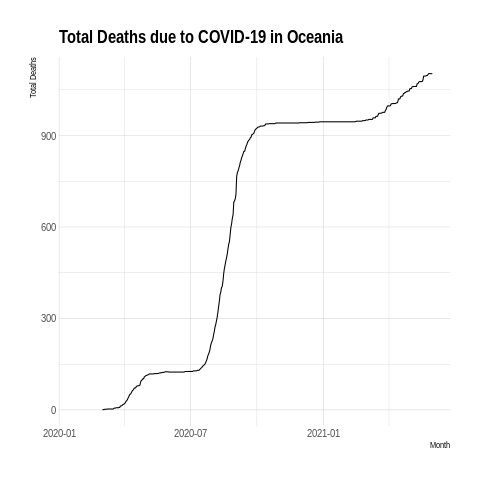 Total Deaths due to COVID-19 in Oceania
Total Deaths
900
600
300
0
2020-01 2020-07 2021-01
Month